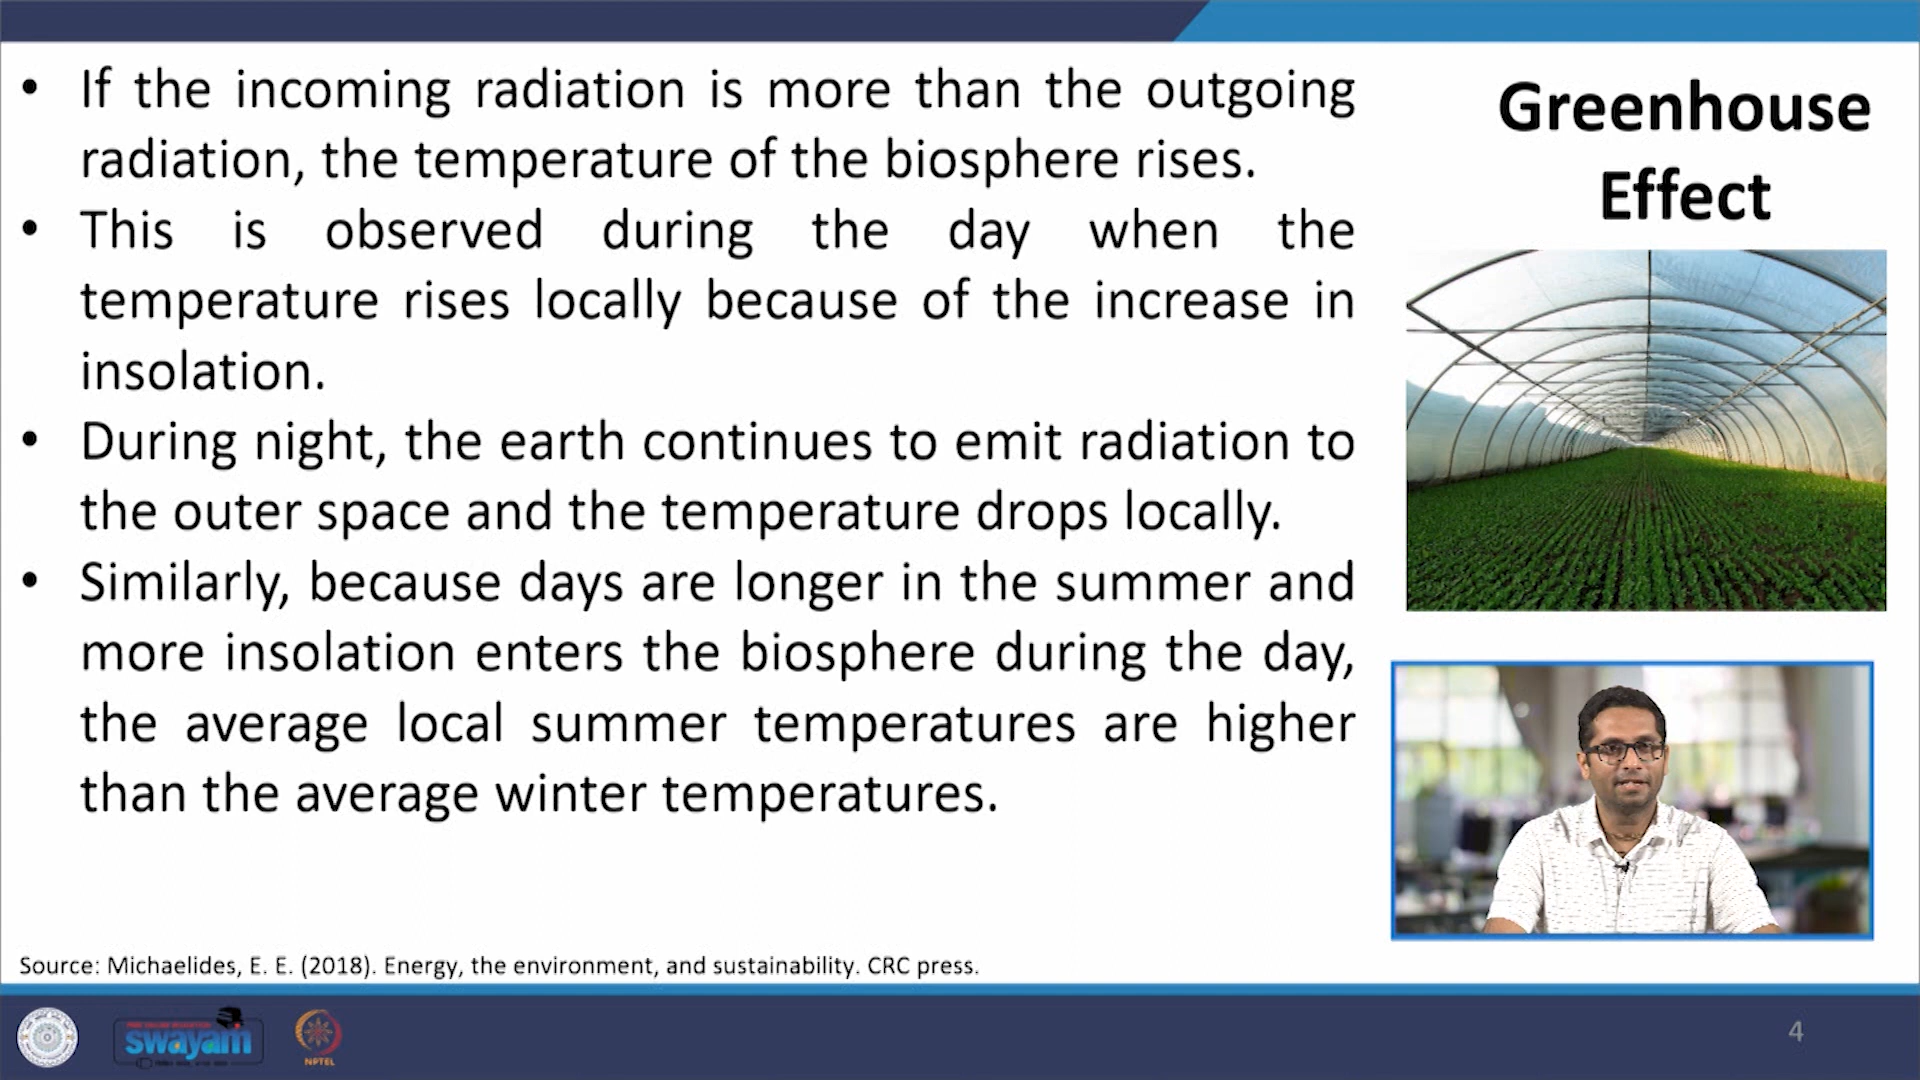 • If the incoming radiation is more than the outgoing
radiation, the temperature of the biosphere rises.
• This is observed during the day when the
temperature rises locally because of the increase in
insolation.
• During night, the earth continues to emit radiation to
the outer space and the temperature drops locally.
• Similarly, because days are longer in the summer and
more insolation enters the biosphere during the day,
the average local summer temperatures are higher
than the average winter temperatures.
Greenhouse
Effect
Source: Michaelides, E. E. (2018). Energy, the environment, and sustainability. CRC press.
swayam
NPTEL
4